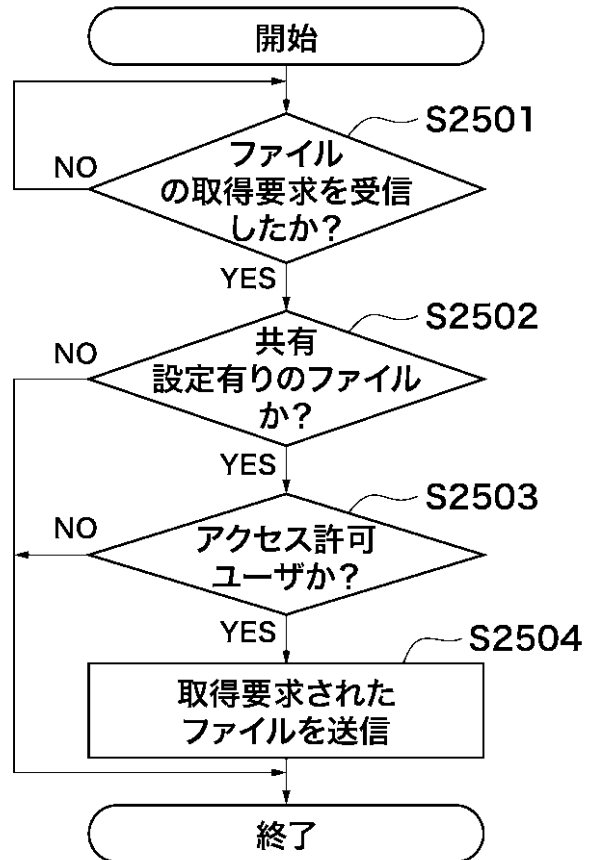 開始
S2501
ファイル
の取得要求を受信
したか?
NO
YES
S2502
共有
設定有りのファイル
か?
NO
YES
S2503
アクセス許可
ユーザか?
NO
YES
S2504
取得要求された
ファイルを送信
終了